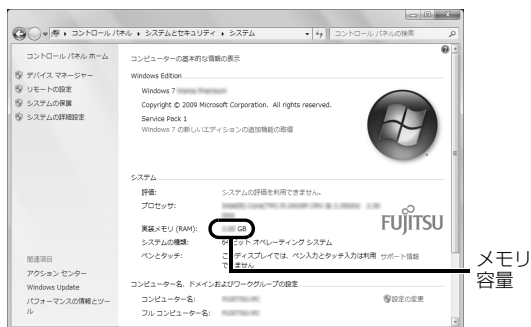 コントロール パネル ▸ システムとセキュリティ ▸ システム
コントロール パネルの検索
コントロール パネル ホーム
デバイス マネージャー
リモートの設定
システムの保護
システムの詳細設定
関連項目
アクション センター
Windows Update
パフォーマンスの情報とツール
コンピューターの基本的な情報の表示
Windows Edition
Windows 7
Copyright © 2009 Microsoft Corporation. All rights reserved.
Service Pack 1
Windows 7 の新しいエディションの追加機能の取得
システム
評価: システムの評価を利用できません。
プロセッサ:
実装メモリ (RAM): GB
システムの種類: 64 ビット オペレーティング システム
ペンとタッチ: このディスプレイでは、ペン入力とタッチ入力は利用できません
FUJITSU
サポート情報
コンピューター名、ドメインおよびワークグループの設定
コンピューター名:
設定の変更
フル コンピューター名:
メモリ
容量